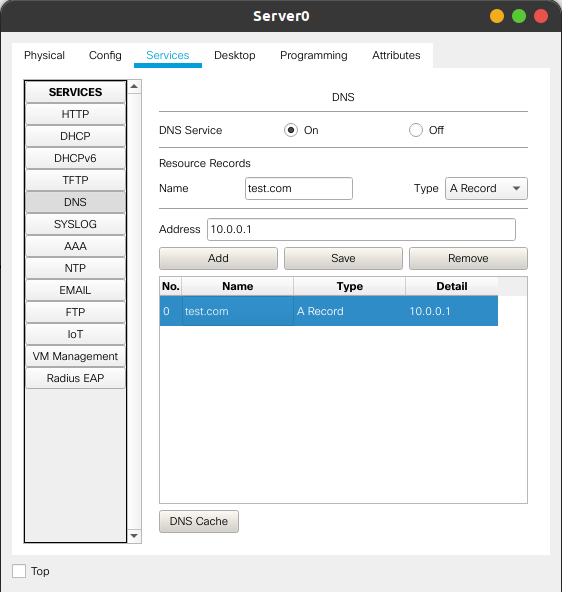 Server0
Physical Config Services Desktop Programming Attributes
SERVICES
HTTP
DHCP
DHCPv6
TFTP
DNS
SYSLOG
AAA
NTP
EMAIL
FTP
IoT
VM Management
Radius EAP
DNS
DNS Service On Off
Resource Records
Name test.com Type A Record
Address 10.0.0.1
Add Save Remove
No. Name Type Detail
0 test.com A Record 10.0.0.1
DNS Cache
Top